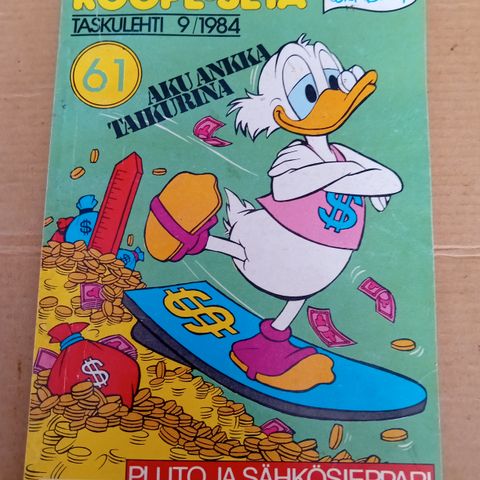 ROOPE-SETÄ
TASKULEHTI 9/1984
61
AKU ANKKA
TAIKURINA
$
$
$
$
PLUTO JA SÄHKÖSIEPPARI